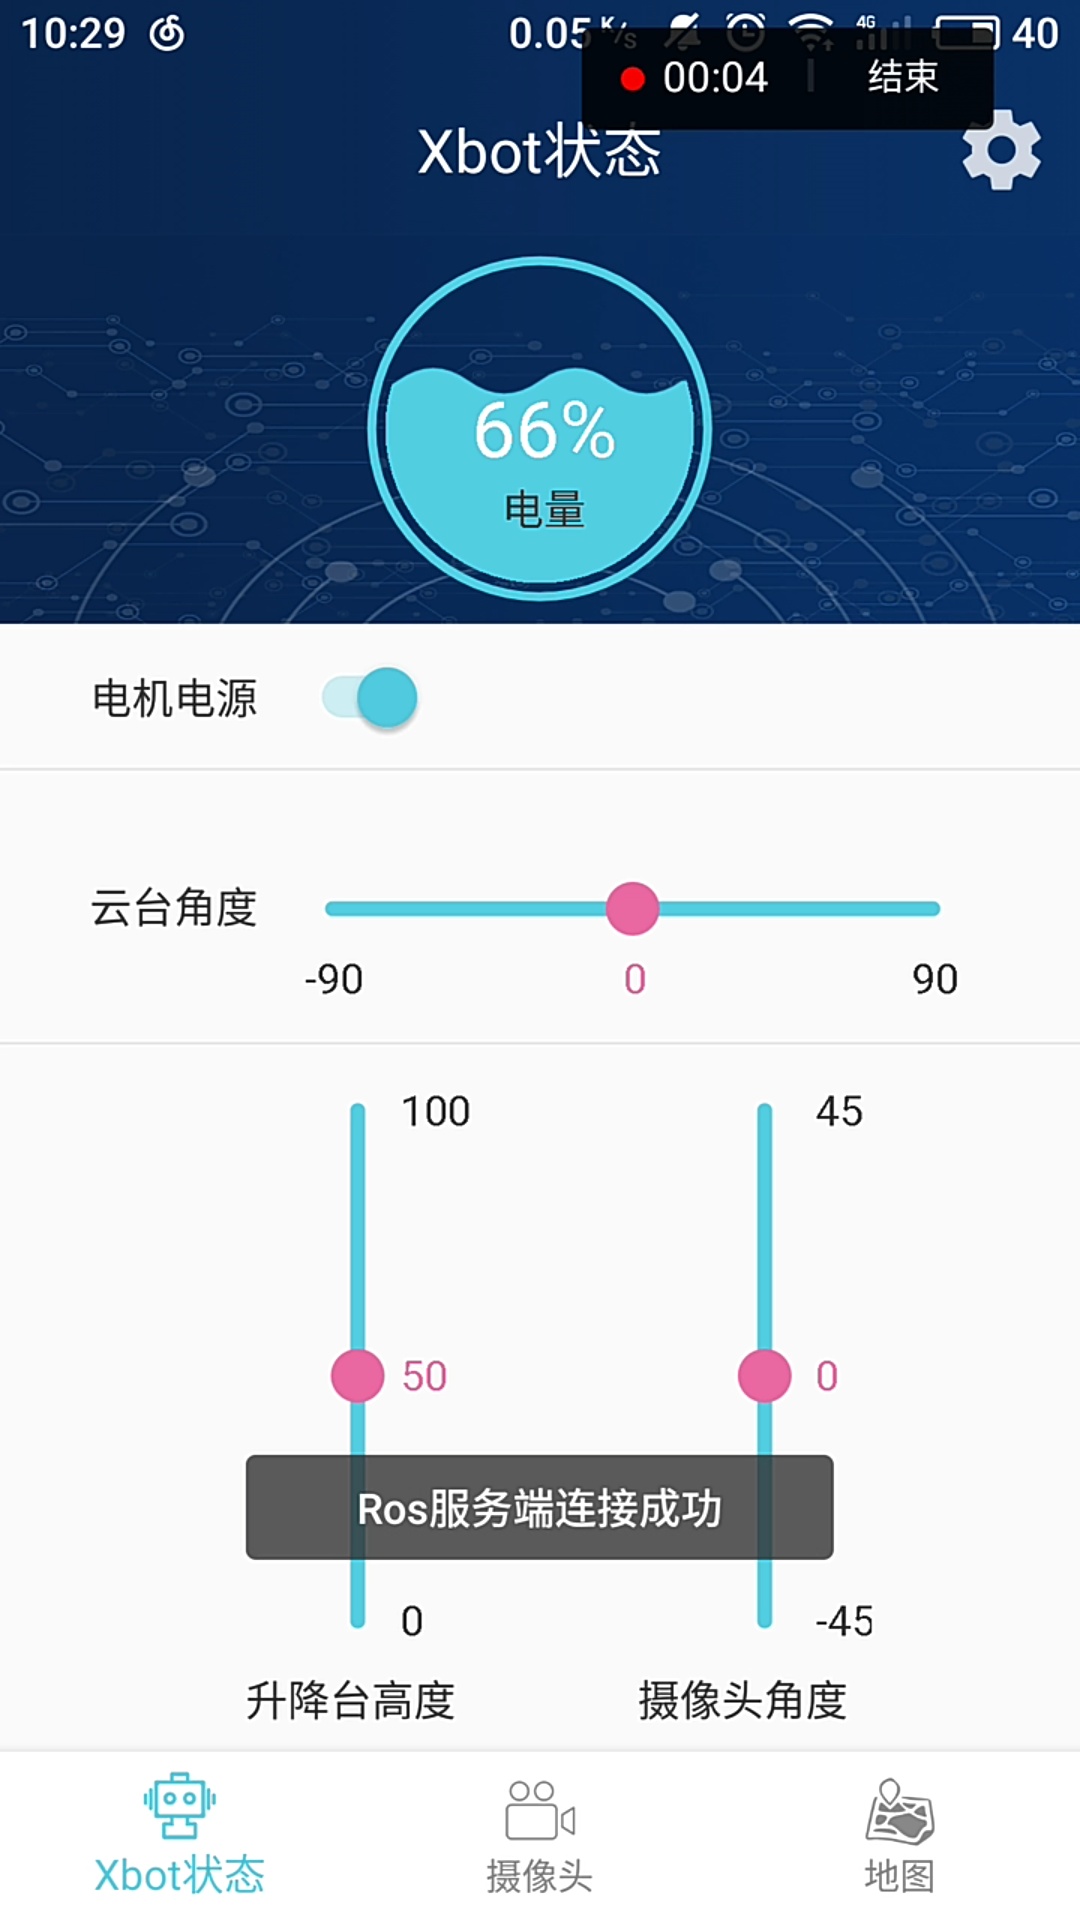 10:29 0.05 K/s 4G 40
00:04 结束
Xbot状态
66%
电量
电机电源
云台角度
-90 0 90
100 45
50 0
Ros服务端连接成功
0 -45
升降台高度 摄像头角度
Xbot状态 摄像头 地图